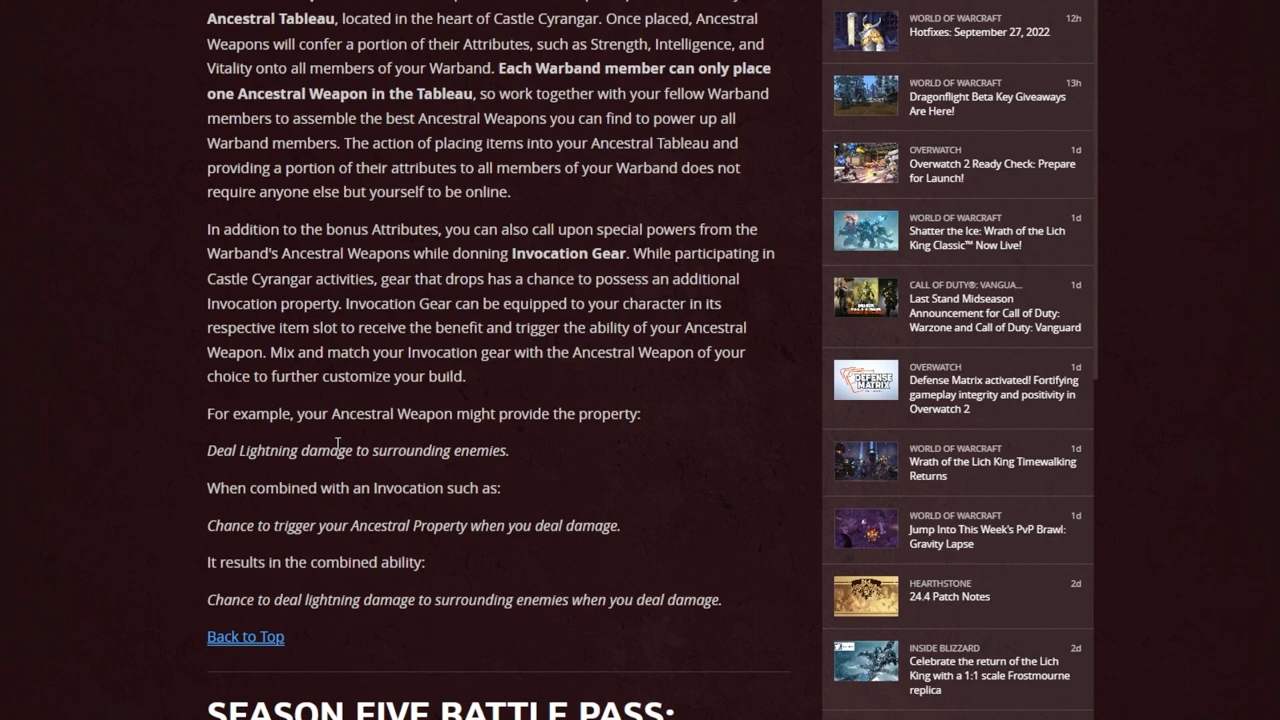 Ancestral Tableau, located in the heart of Castle Cyrangar. Once placed, Ancestral
Weapons will confer a portion of their Attributes, such as Strength, Intelligence, and
Vitality onto all members of your Warband. Each Warband member can only place
one Ancestral Weapon in the Tableau, so work together with your fellow Warband
members to assemble the best Ancestral Weapons you can find to power up all
Warband members. The action of placing items into your Ancestral Tableau and
providing a portion of their attributes to all members of your Warband does not
require anyone else but yourself to be online.
In addition to the bonus Attributes, you can also call upon special powers from the
Warband's Ancestral Weapons while donning Invocation Gear. While participating in
Castle Cyrangar activities, gear that drops has a chance to possess an additional
Invocation property. Invocation Gear can be equipped to your character in its
respective item slot to receive the benefit and trigger the ability of your Ancestral
Weapon. Mix and match your Invocation gear with the Ancestral Weapon of your
choice to further customize your build.
For example, your Ancestral Weapon might provide the property:
Deal Lightning damage to surrounding enemies.
When combined with an Invocation such as:
Chance to trigger your Ancestral Property when you deal damage.
It results in the combined ability:
Chance to deal lightning damage to surrounding enemies when you deal damage.
Back to Top
SEASON FIVE BATTLE PASS:
WORLD OF WARCRAFT 12h
Hotfixes: September 27, 2022
WORLD OF WARCRAFT 13h
Dragonflight Beta Key Giveaways
Are Here!
OVERWATCH 1d
Overwatch 2 Ready Check: Prepare
for Launch!
WORLD OF WARCRAFT 1d
Shatter the Ice: Wrath of the Lich
King Classic™ Now Live!
CALL OF DUTY®: VANGUA... 1d
Last Stand Midseason
Announcement for Call of Duty:
Warzone and Call of Duty: Vanguard
OVERWATCH 1d
Defense Matrix activated! Fortifying
gameplay integrity and positivity in
Overwatch 2
DEFENSE
MATRIX
WORLD OF WARCRAFT 1d
Wrath of the Lich King Timewalking
Returns
WORLD OF WARCRAFT 1d
Jump Into This Week's PvP Brawl:
Gravity Lapse
HEARTHSTONE 2d
24.4 Patch Notes
INSIDE BLIZZARD 2d
Celebrate the return of the Lich
King with a 1:1 scale Frostmourne
replica